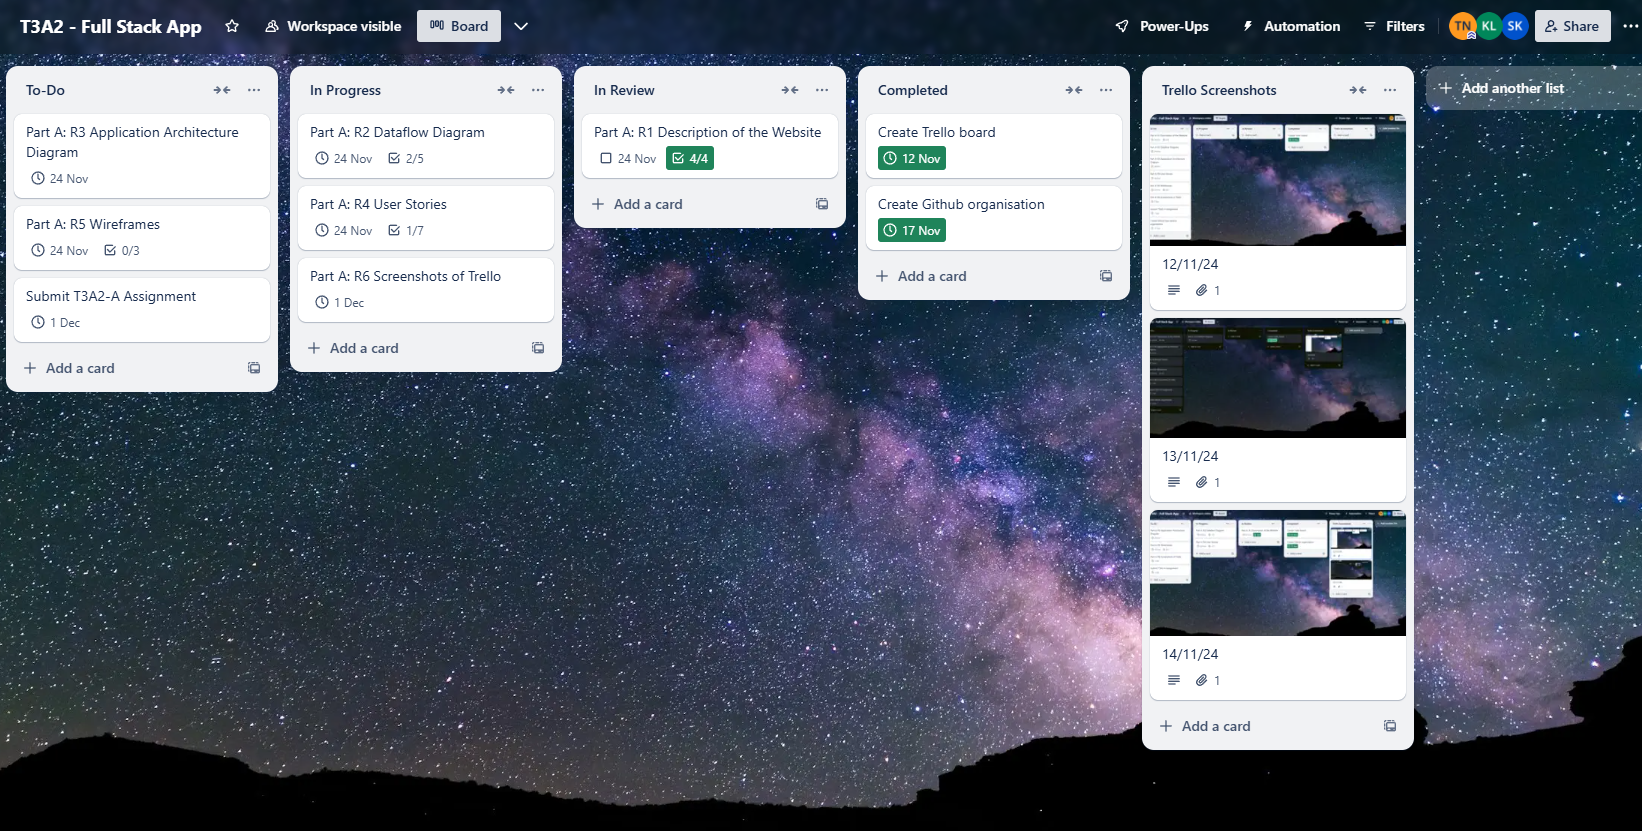 T3A2 - Full Stack App
Workspace visible
Board
Power-Ups
Automation
Filters
TN
KL
SK
Share
To-Do
Part A: R3 Application Architecture
Diagram
24 Nov
Part A: R5 Wireframes
24 Nov 0/3
Submit T3A2-A Assignment
1 Dec
Add a card
In Progress
Part A: R2 Dataflow Diagram
24 Nov 2/5
Part A: R4 User Stories
24 Nov 1/7
Part A: R6 Screenshots of Trello
1 Dec
Add a card
In Review
Part A: R1 Description of the Website
24 Nov 4/4
Add a card
Completed
Create Trello board
12 Nov
Create Github organisation
17 Nov
Add a card
Trello Screenshots
12/11/24
1
13/11/24
1
14/11/24
1
Add a card
Add another list